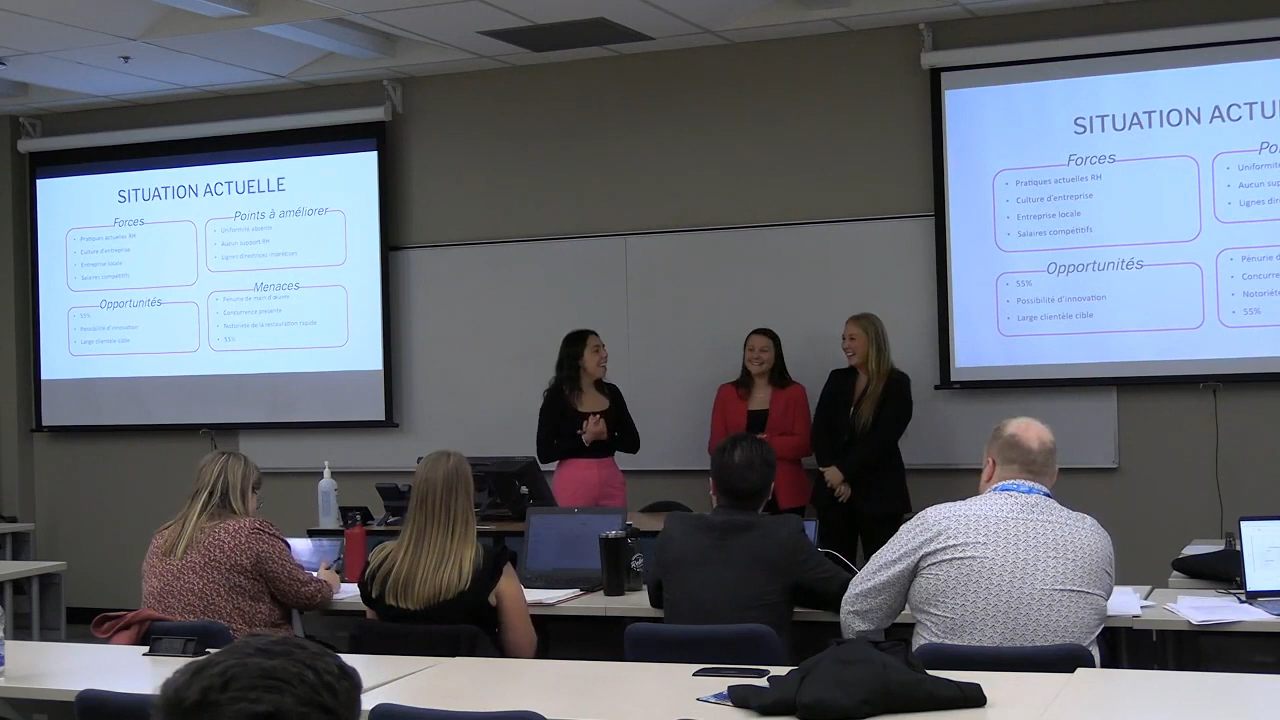 SITUATION ACTUELLE
Forces
• Pratiques actuelles RH
• Culture d'entreprise
• Entreprise locale
• Salaires compétitifs
Points à améliorer
• Uniformité absente
• Aucun support RH
• Lignes directrices imprécises
Opportunités
• 55%
• Possibilité d'innovation
• Large clientèle cible
Menaces
• Pénurie de main d'œuvre
• Concurrence présente
• Notoriété de la restauration rapide
• 55%
SITUATION ACTU
Forces
• Pratiques actuelles RH
• Culture d'entreprise
• Entreprise locale
• Salaires compétitifs
Po
• Uniformité
• Aucun sup
• Lignes dir
Opportunités
• 55%
• Possibilité d'innovation
• Large clientèle cible
• Pénurie d
• Concurre
• Notoriété
• 55%